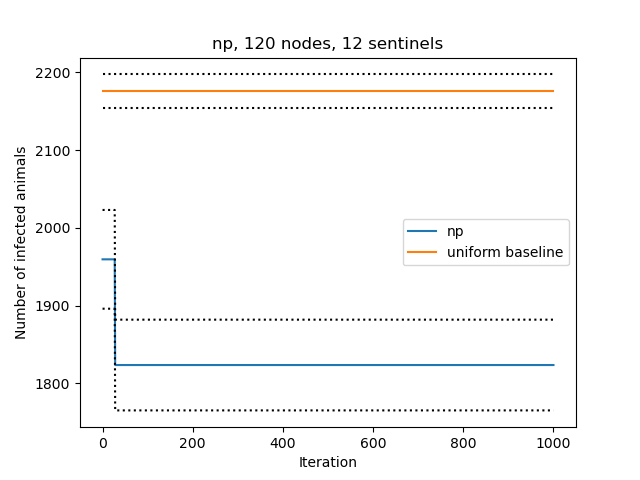 np, 120 nodes, 12 sentinels
Number of infected animals
2200
2100
2000
1900
1800
np
uniform baseline
0
200
400
600
800
1000
Iteration